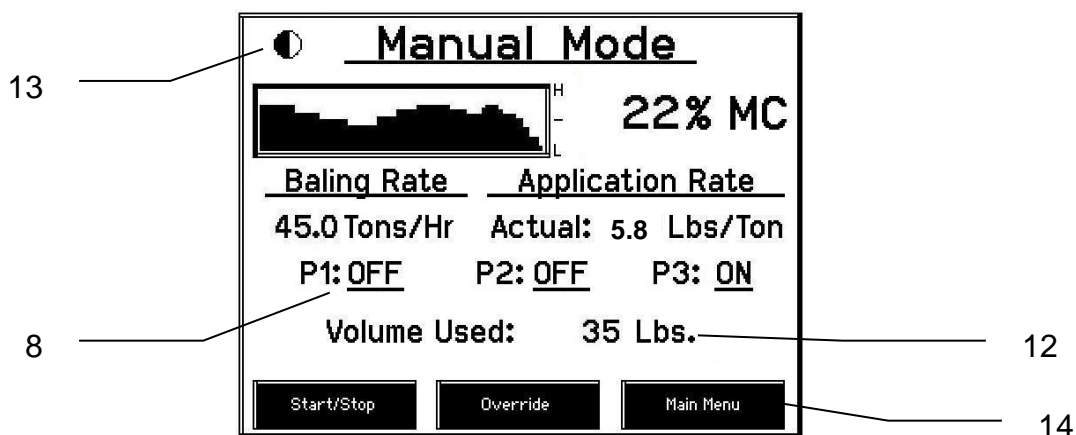 Manual Mode
13
H
22% MC
-
L
Baling Rate Application Rate
45.0 Tons/Hr Actual: 5.8 Lbs/Ton
P1: OFF P2: OFF P3: ON
8
Volume Used: 35 Lbs.
12
Start/Stop Override Main Menu
14